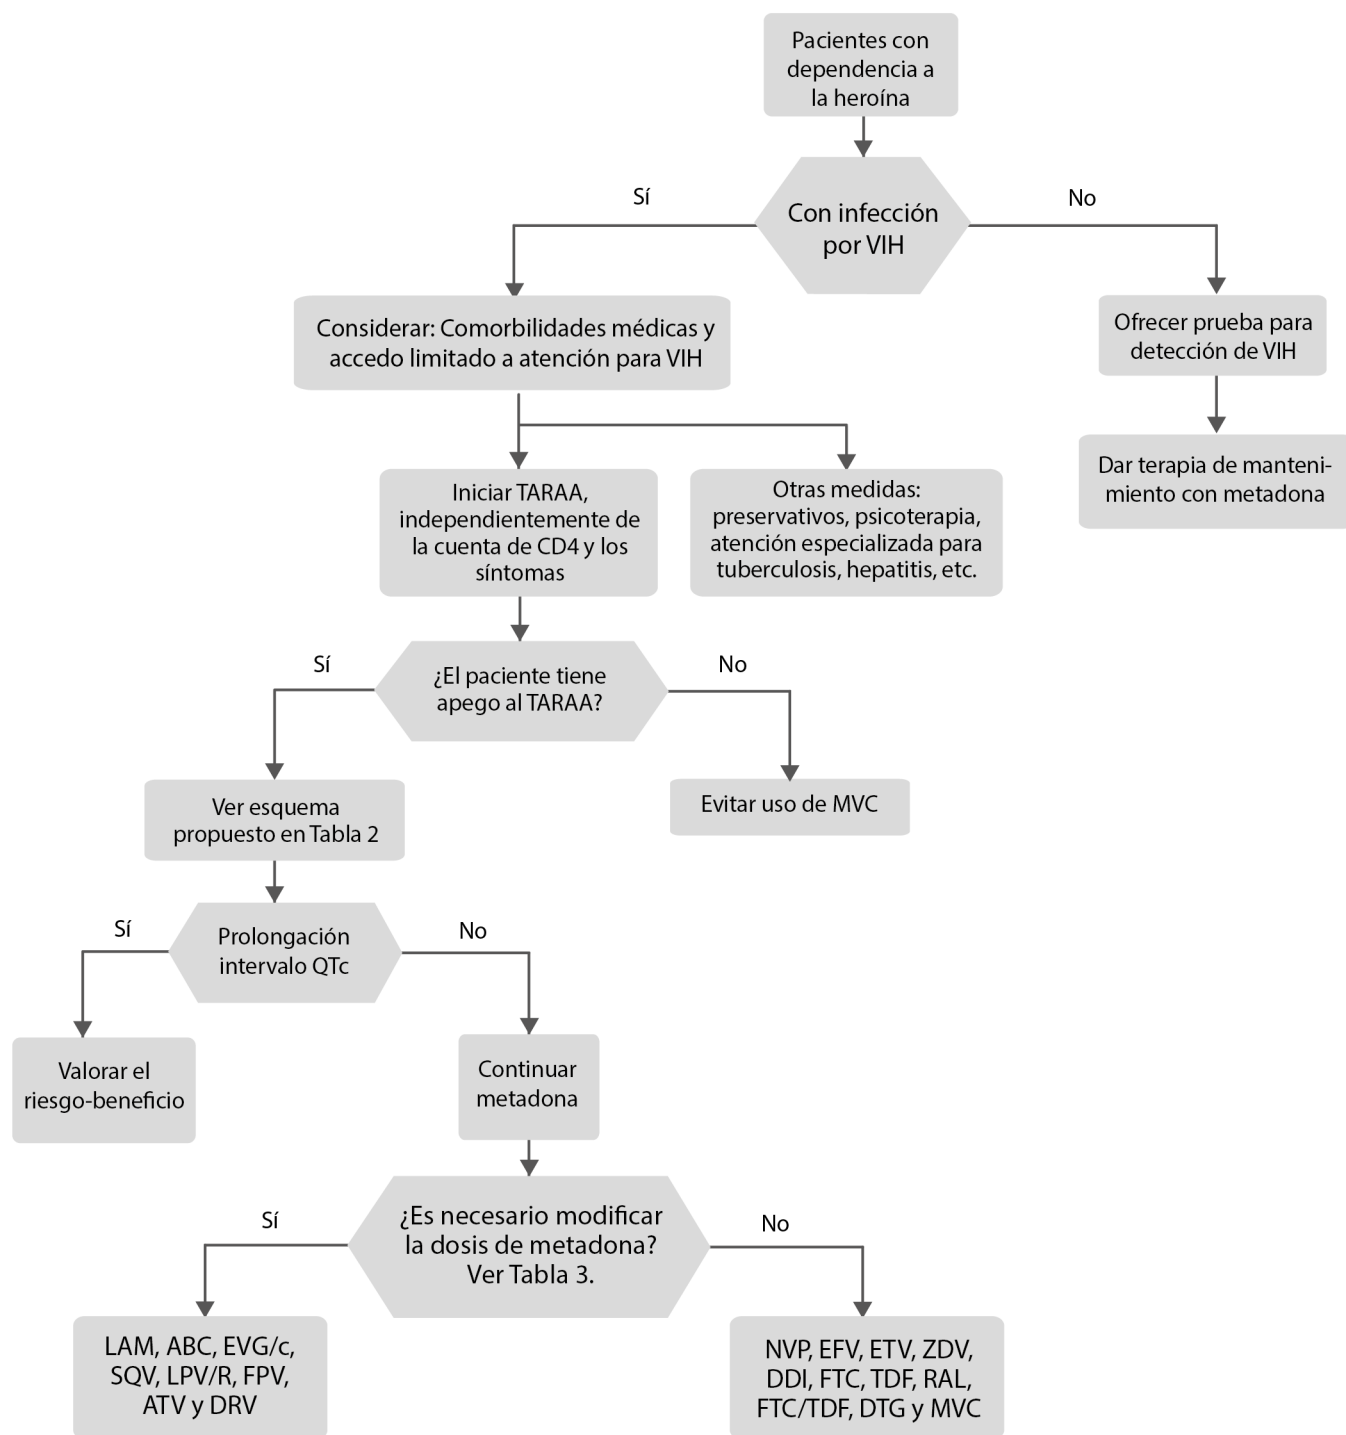 Pacientes con
dependencia a
la heroína
Sí
No
Con infección
por VIH
Considerar: Comorbilidades médicas y
accedo limitado a atención para VIH
Ofrecer prueba para
detección de VIH
Iniciar TARAA,
independientemente de
la cuenta de CD4 y los
síntomas
Otras medidas:
preservativos, psicoterapia,
atención especializada para
tuberculosis, hepatitis, etc.
Dar terapia de manteni-
miento con metadona
Sí
No
¿El paciente tiene
apego al TARAA?
Ver esquema
propuesto en Tabla 2
Evitar uso de MVC
Sí
No
Prolongación
intervalo QTc
Valorar el
riesgo-beneficio
Continuar
metadona
Sí
No
¿Es necesario modificar
la dosis de metadona?
Ver Tabla 3.
LAM, ABC, EVG/c,
SQV, LPV/R, FPV,
ATV y DRV
NVP, EFV, ETV, ZDV,
DDI, FTC, TDF, RAL,
FTC/TDF, DTG y MVC